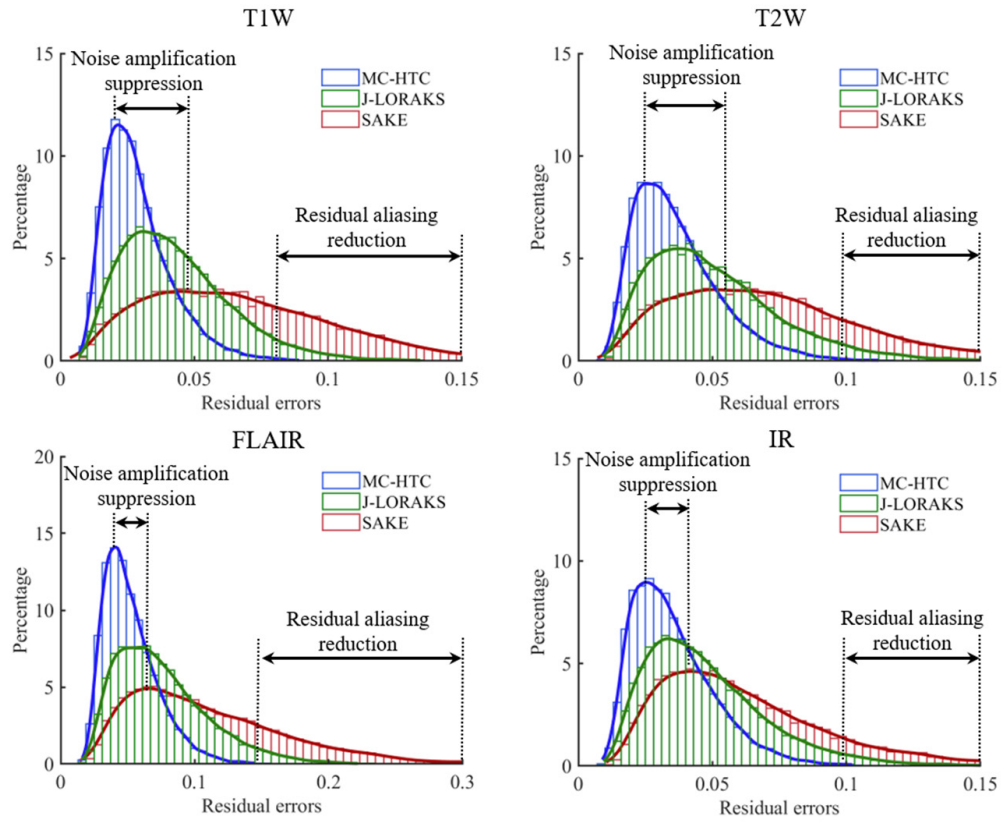 T1W
15
10
5
0
Percentage
Noise amplification
suppression
MC-HTC
J-LORAKS
SAKE
Residual aliasing
reduction
0
0.05
0.1
0.15
Residual errors
T2W
15
10
5
0
Percentage
Noise amplification
suppression
MC-HTC
J-LORAKS
SAKE
Residual aliasing
reduction
0
0.05
0.1
0.15
Residual errors
FLAIR
20
15
10
5
0
Percentage
Noise amplification
suppression
MC-HTC
J-LORAKS
SAKE
Residual aliasing
reduction
0
0.1
0.2
0.3
Residual errors
IR
15
10
5
0
Percentage
Noise amplification
suppression
MC-HTC
J-LORAKS
SAKE
Residual aliasing
reduction
0
0.05
0.1
0.15
Residual errors